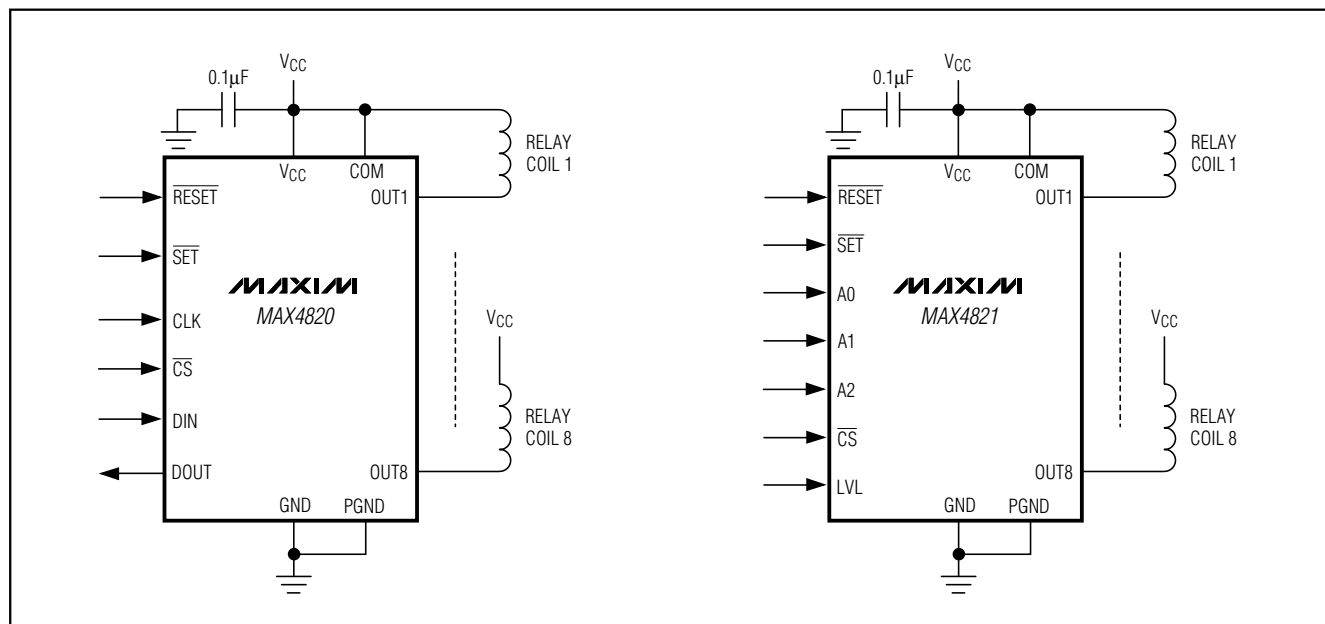 VCC
0.1µF
RELAY
COIL 1
VCC
COM
OUT1
RESET
SET
MAXIM
MAX4820
CLK
CS
DIN
DOUT
VCC
RELAY
COIL 8
OUT8
GND
PGND
VCC
0.1µF
RELAY
COIL 1
VCC
COM
OUT1
RESET
SET
A0
MAXIM
MAX4821
A1
A2
CS
LVL
VCC
RELAY
COIL 8
OUT8
GND
PGND